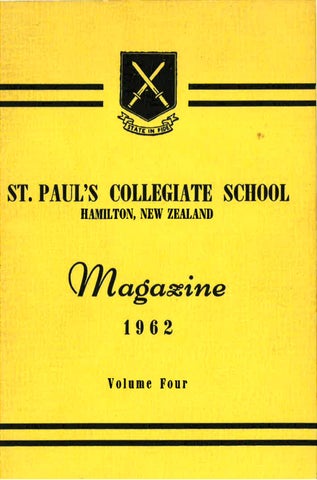 STATE IN FIDE
ST. PAUL'S COLLEGIATE SCHOOL
HAMILTON, NEW ZEALAND
Magazine
1962
Volume Four